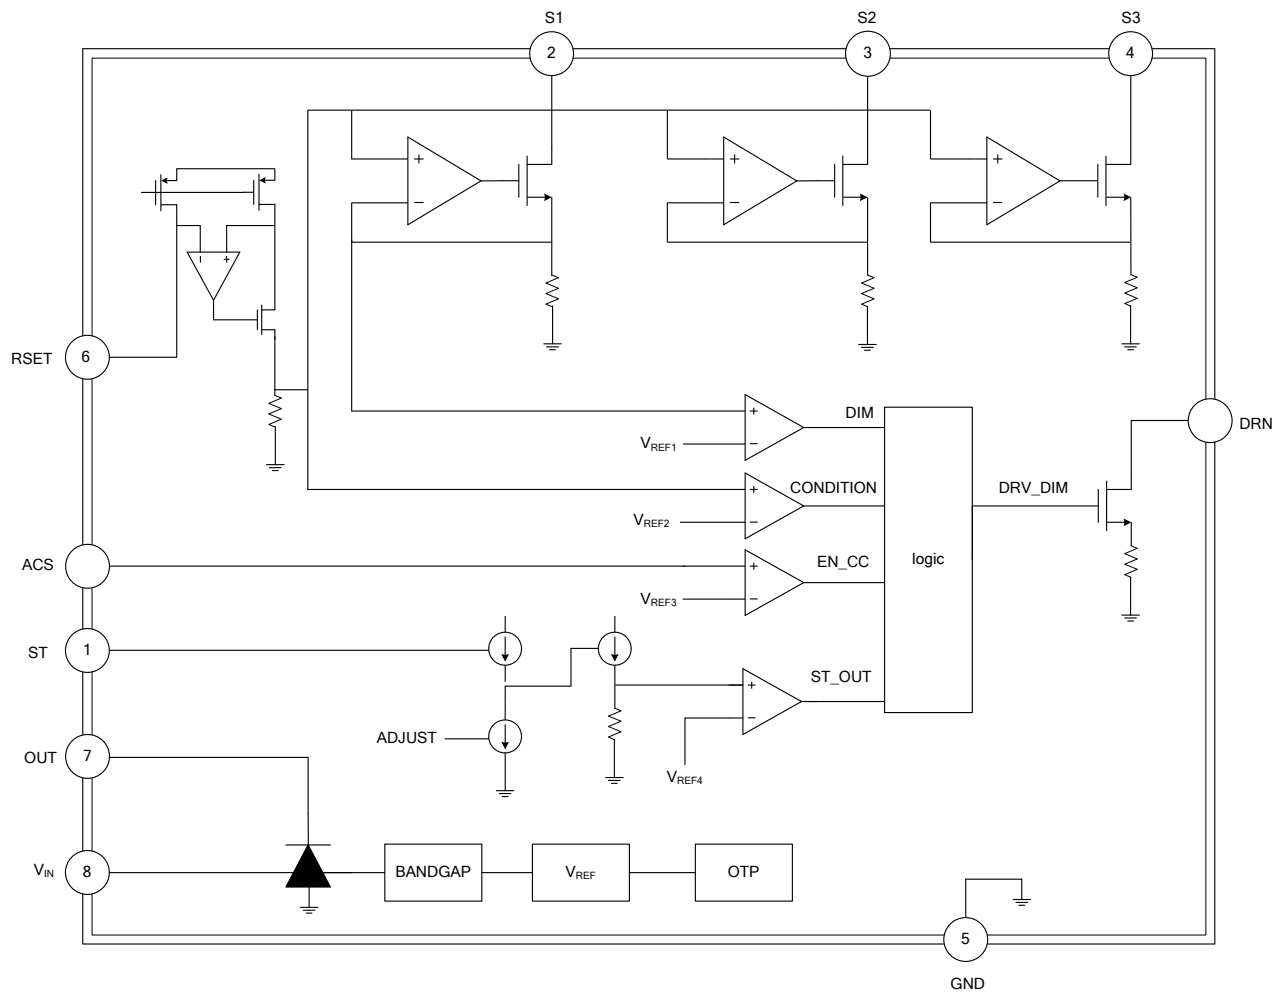 S1
S2
S3
2
3
4
+
+
+
−
−
−
− +
RSET
6
+
DIM
DRN
VREF1
−
+
CONDITION
DRV_DIM
VREF2
−
ACS
+
EN_CC
logic
VREF3
−
ST
1
ST_OUT
+
−
ADJUST
OUT
7
VREF4
VIN
8
BANDGAP
VREF
OTP
5
GND